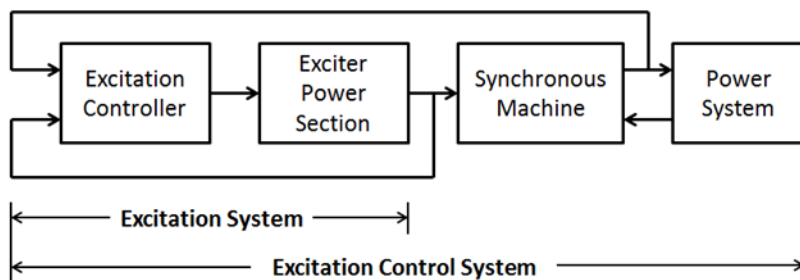 Excitation
Controller
Exciter
Power
Section
Synchronous
Machine
Power
System
Excitation System
Excitation Control System